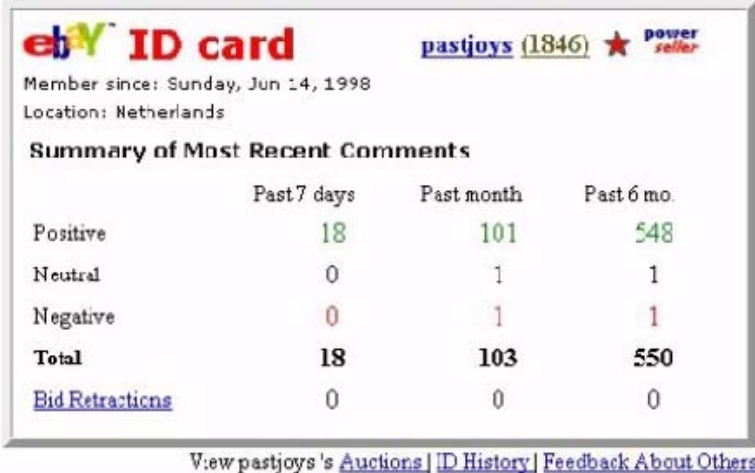 ebY™ ID card pastjoys (1846) power seller
Member since: Sunday, Jun 14, 1998
Location: Netherlands
Summary of Most Recent Comments
Past 7 days Past month Past 6 mo.
Positive 18 101 548
Neutral 0 1 1
Negative 0 1 1
Total 18 103 550
Bid Retractions 0 0 0
View pastjoys 's Auctions | ID History | Feedback About Others